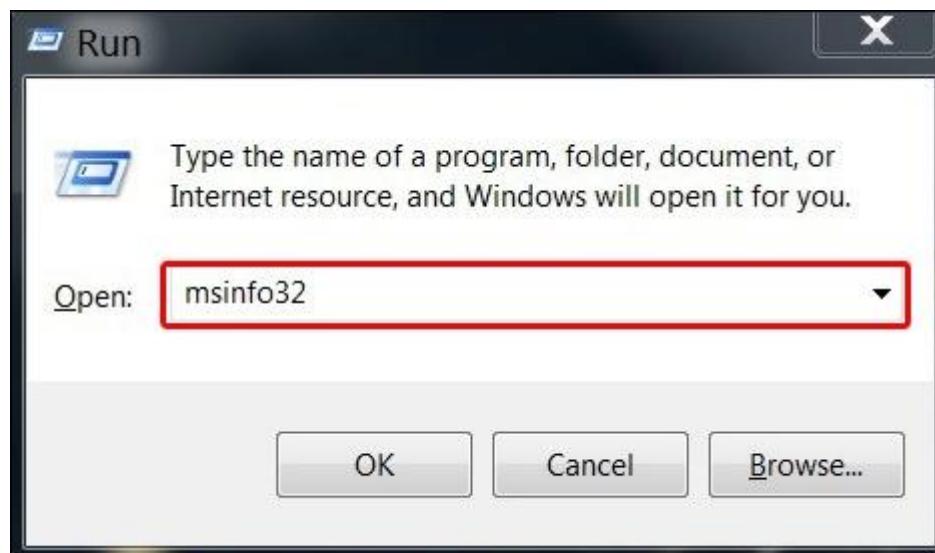 Run
Type the name of a program, folder, document, or
Internet resource, and Windows will open it for you.
Open: msinfo32
OK Cancel Browse...